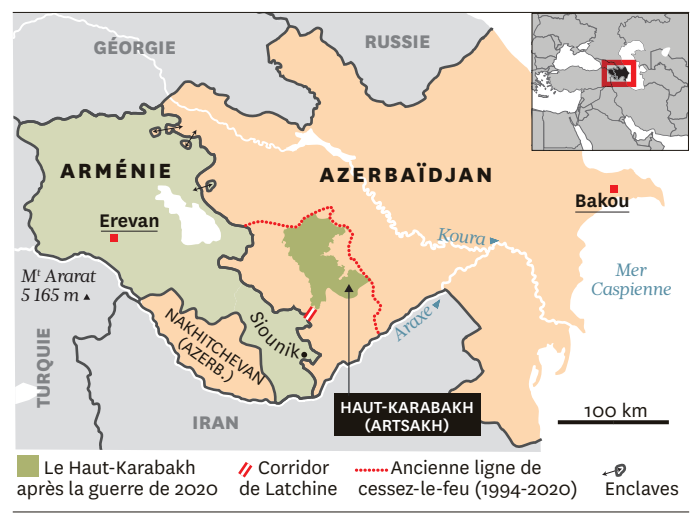 GÉORGIE
RUSSIE
ARMÉNIE
AZERBAÏDJAN
Erevan
Bakou
Koura
Mt Ararat
5 165 m
Mer
Caspienne
NAKHITCHEVAN
(AZERB.)
Siounik
Araxe
TURQUIE
IRAN
HAUT-KARABAKH
(ARTSAKH)
100 km
Le Haut-Karabakh
après la guerre de 2020
Corridor
de Latchine
Ancienne ligne de
cessez-le-feu (1994-2020)
Enclaves